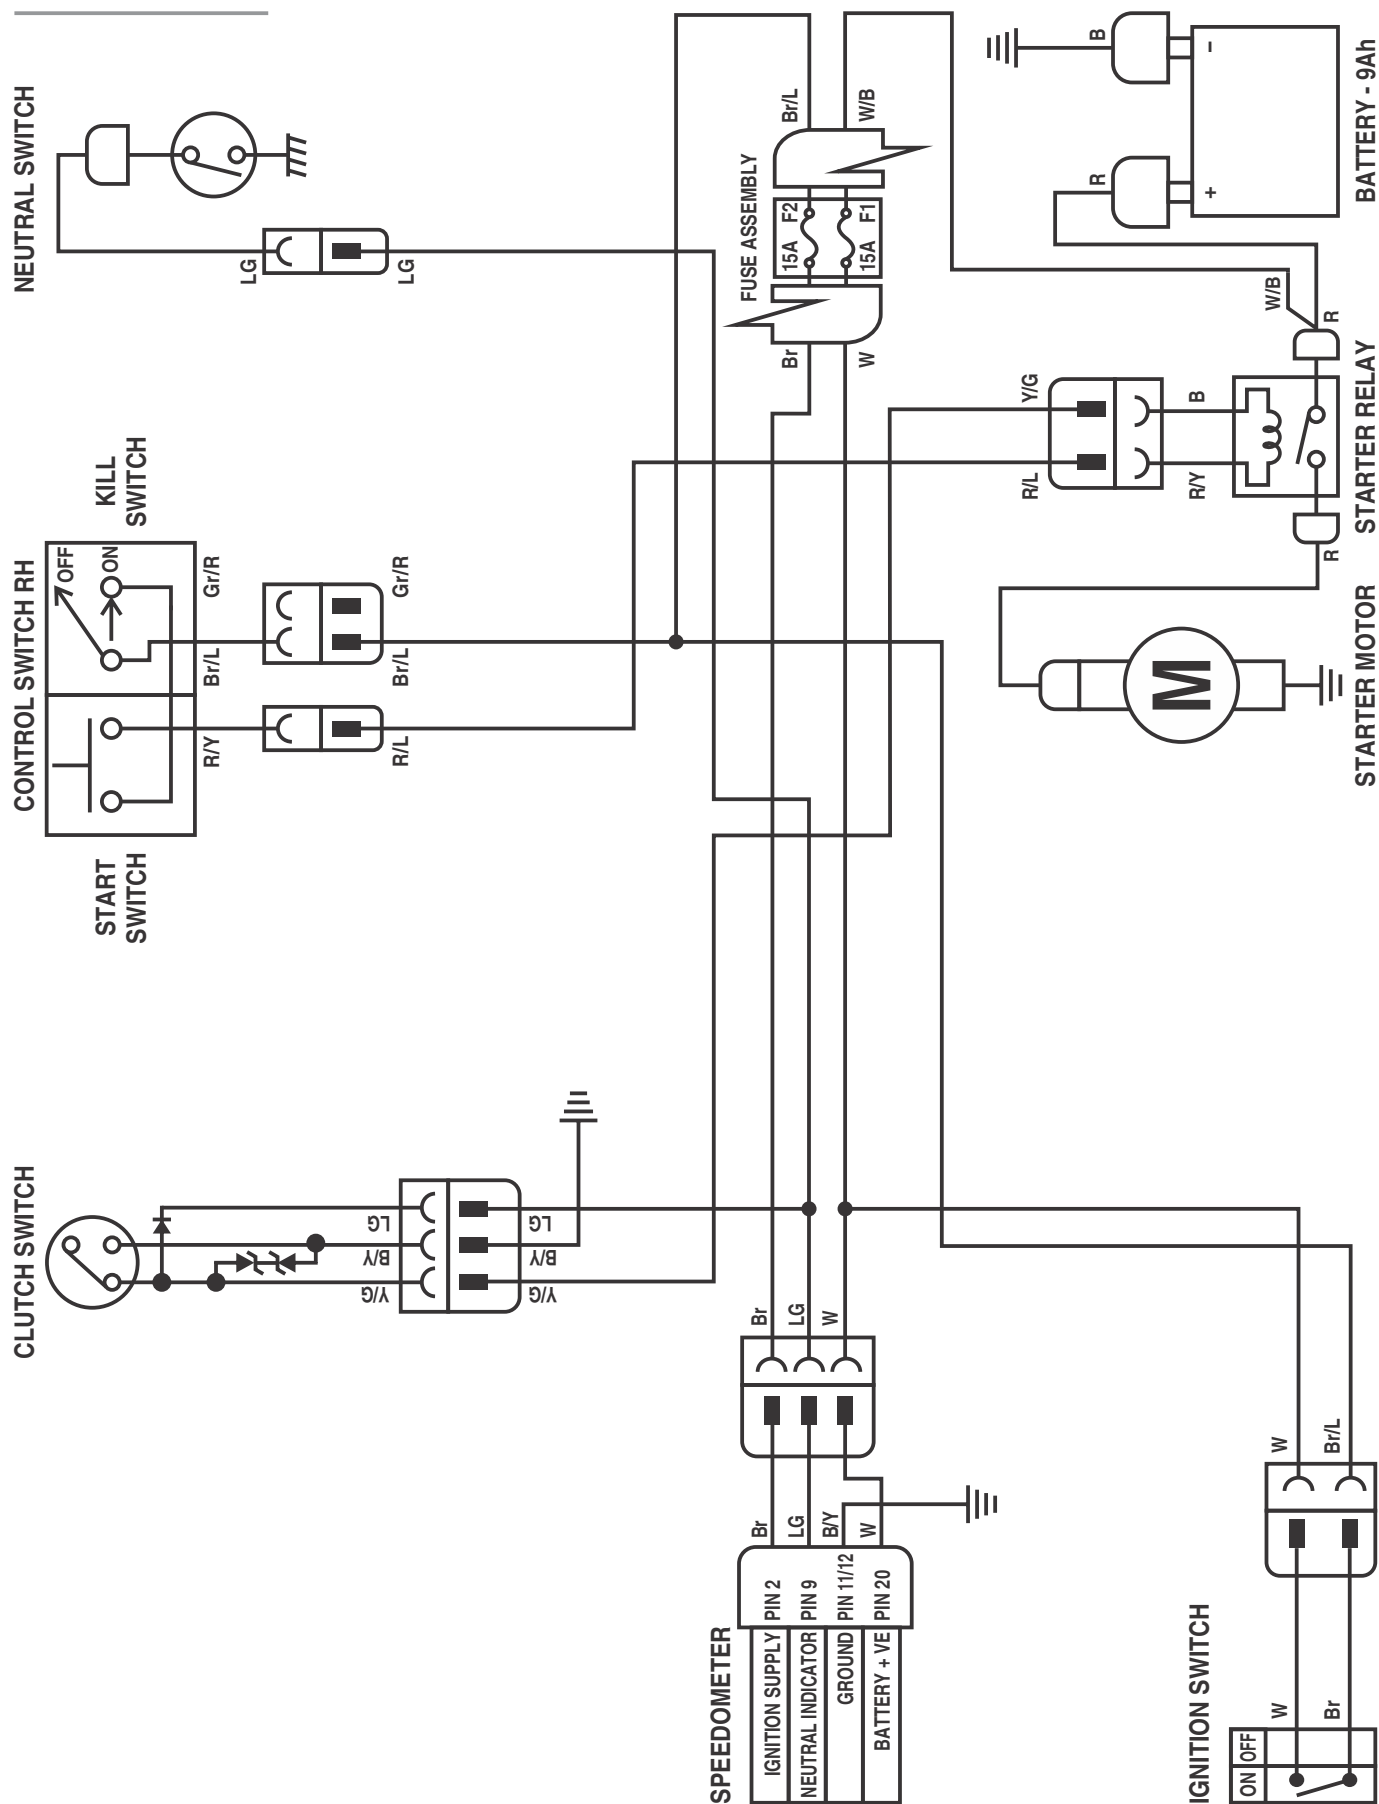 NEUTRAL SWITCH
LG
LG
KILL
SWITCH
CONTROL SWITCH RH
OFF
ON
Gr/R
Br/L
R/Y
Gr/R
Br/L
R/L
START
SWITCH
CLUTCH SWITCH
LG
B/Y
Y/G
LG
B/Y
Y/G
FUSE ASSEMBLY
Br/L
W/B
15A F2
15A F1
Br
W
B
R
–
+
BATTERY - 9Ah
W/B
R
Y/G
R/L
B
R/Y
R
STARTER RELAY
M
STARTER MOTOR
Br
LG
W
Br
LG
B/Y
W
SPEEDOMETER
IGNITION SUPPLY PIN 2
NEUTRAL INDICATOR PIN 9
GROUND PIN 11/12
BATTERY + VE PIN 20
IGNITION SWITCH
W
Br/L
W
Br
ON OFF